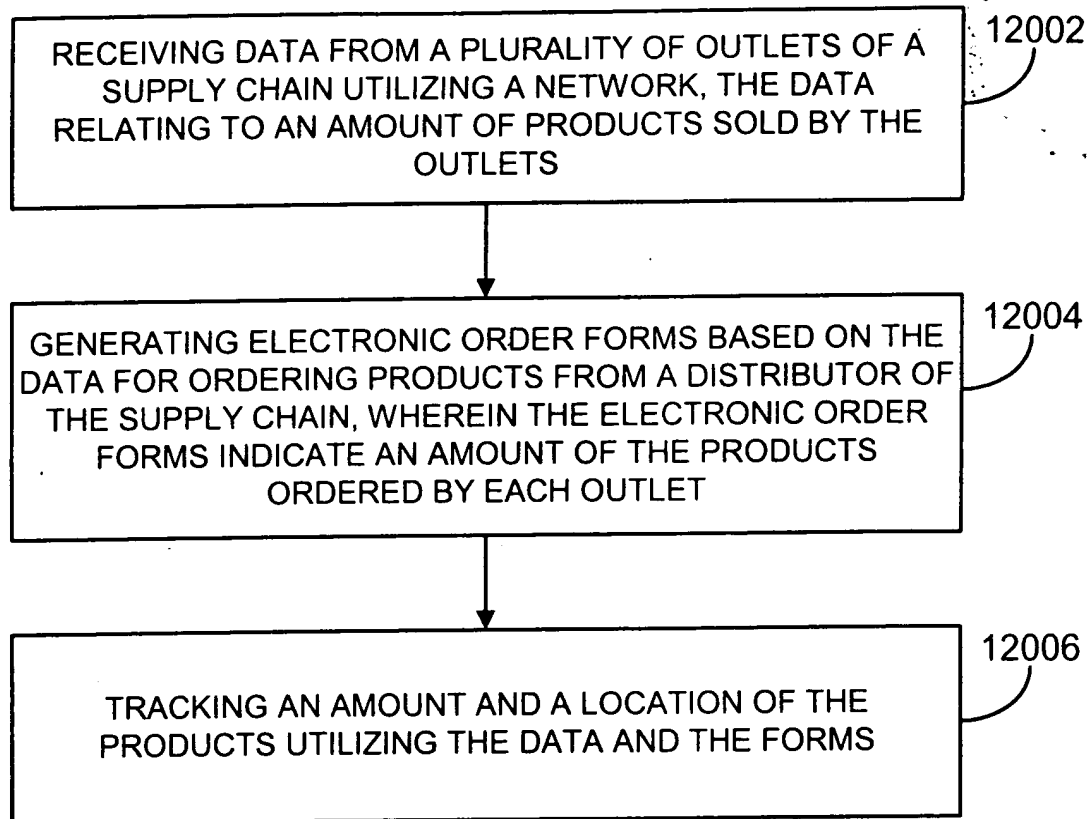 RECEIVING DATA FROM A PLURALITY OF OUTLETS OF A
SUPPLY CHAIN UTILIZING A NETWORK, THE DATA
RELATING TO AN AMOUNT OF PRODUCTS SOLD BY THE
OUTLETS
12002
GENERATING ELECTRONIC ORDER FORMS BASED ON THE
DATA FOR ORDERING PRODUCTS FROM A DISTRIBUTOR OF
THE SUPPLY CHAIN, WHEREIN THE ELECTRONIC ORDER
FORMS INDICATE AN AMOUNT OF THE PRODUCTS
ORDERED BY EACH OUTLET
12004
TRACKING AN AMOUNT AND A LOCATION OF THE
PRODUCTS UTILIZING THE DATA AND THE FORMS
12006